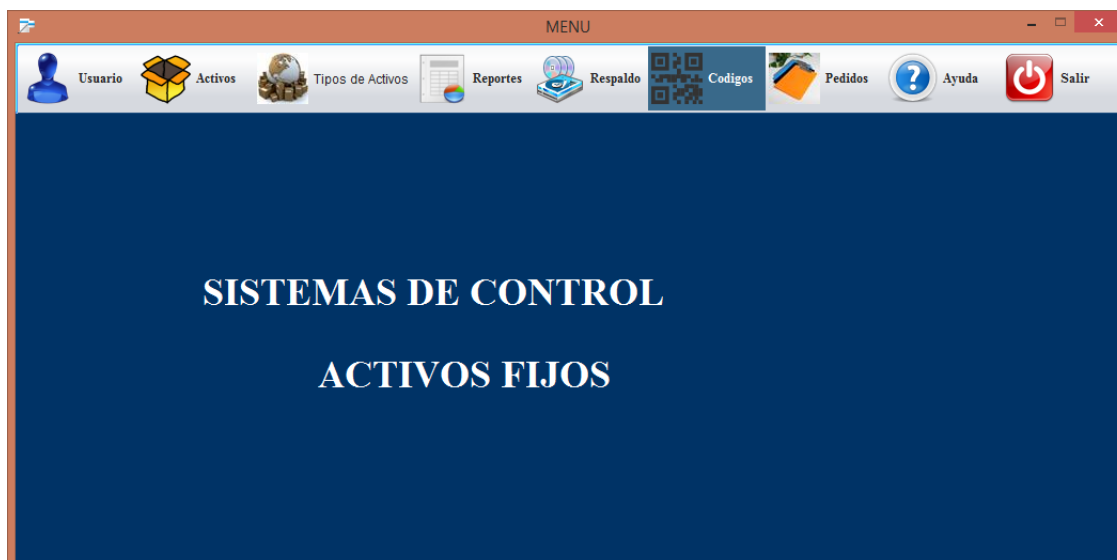 MENU
Usuario Activos Tipos de Activos Reportes Respaldo Codigos Pedidos Ayuda Salir
SISTEMAS DE CONTROL
ACTIVOS FIJOS